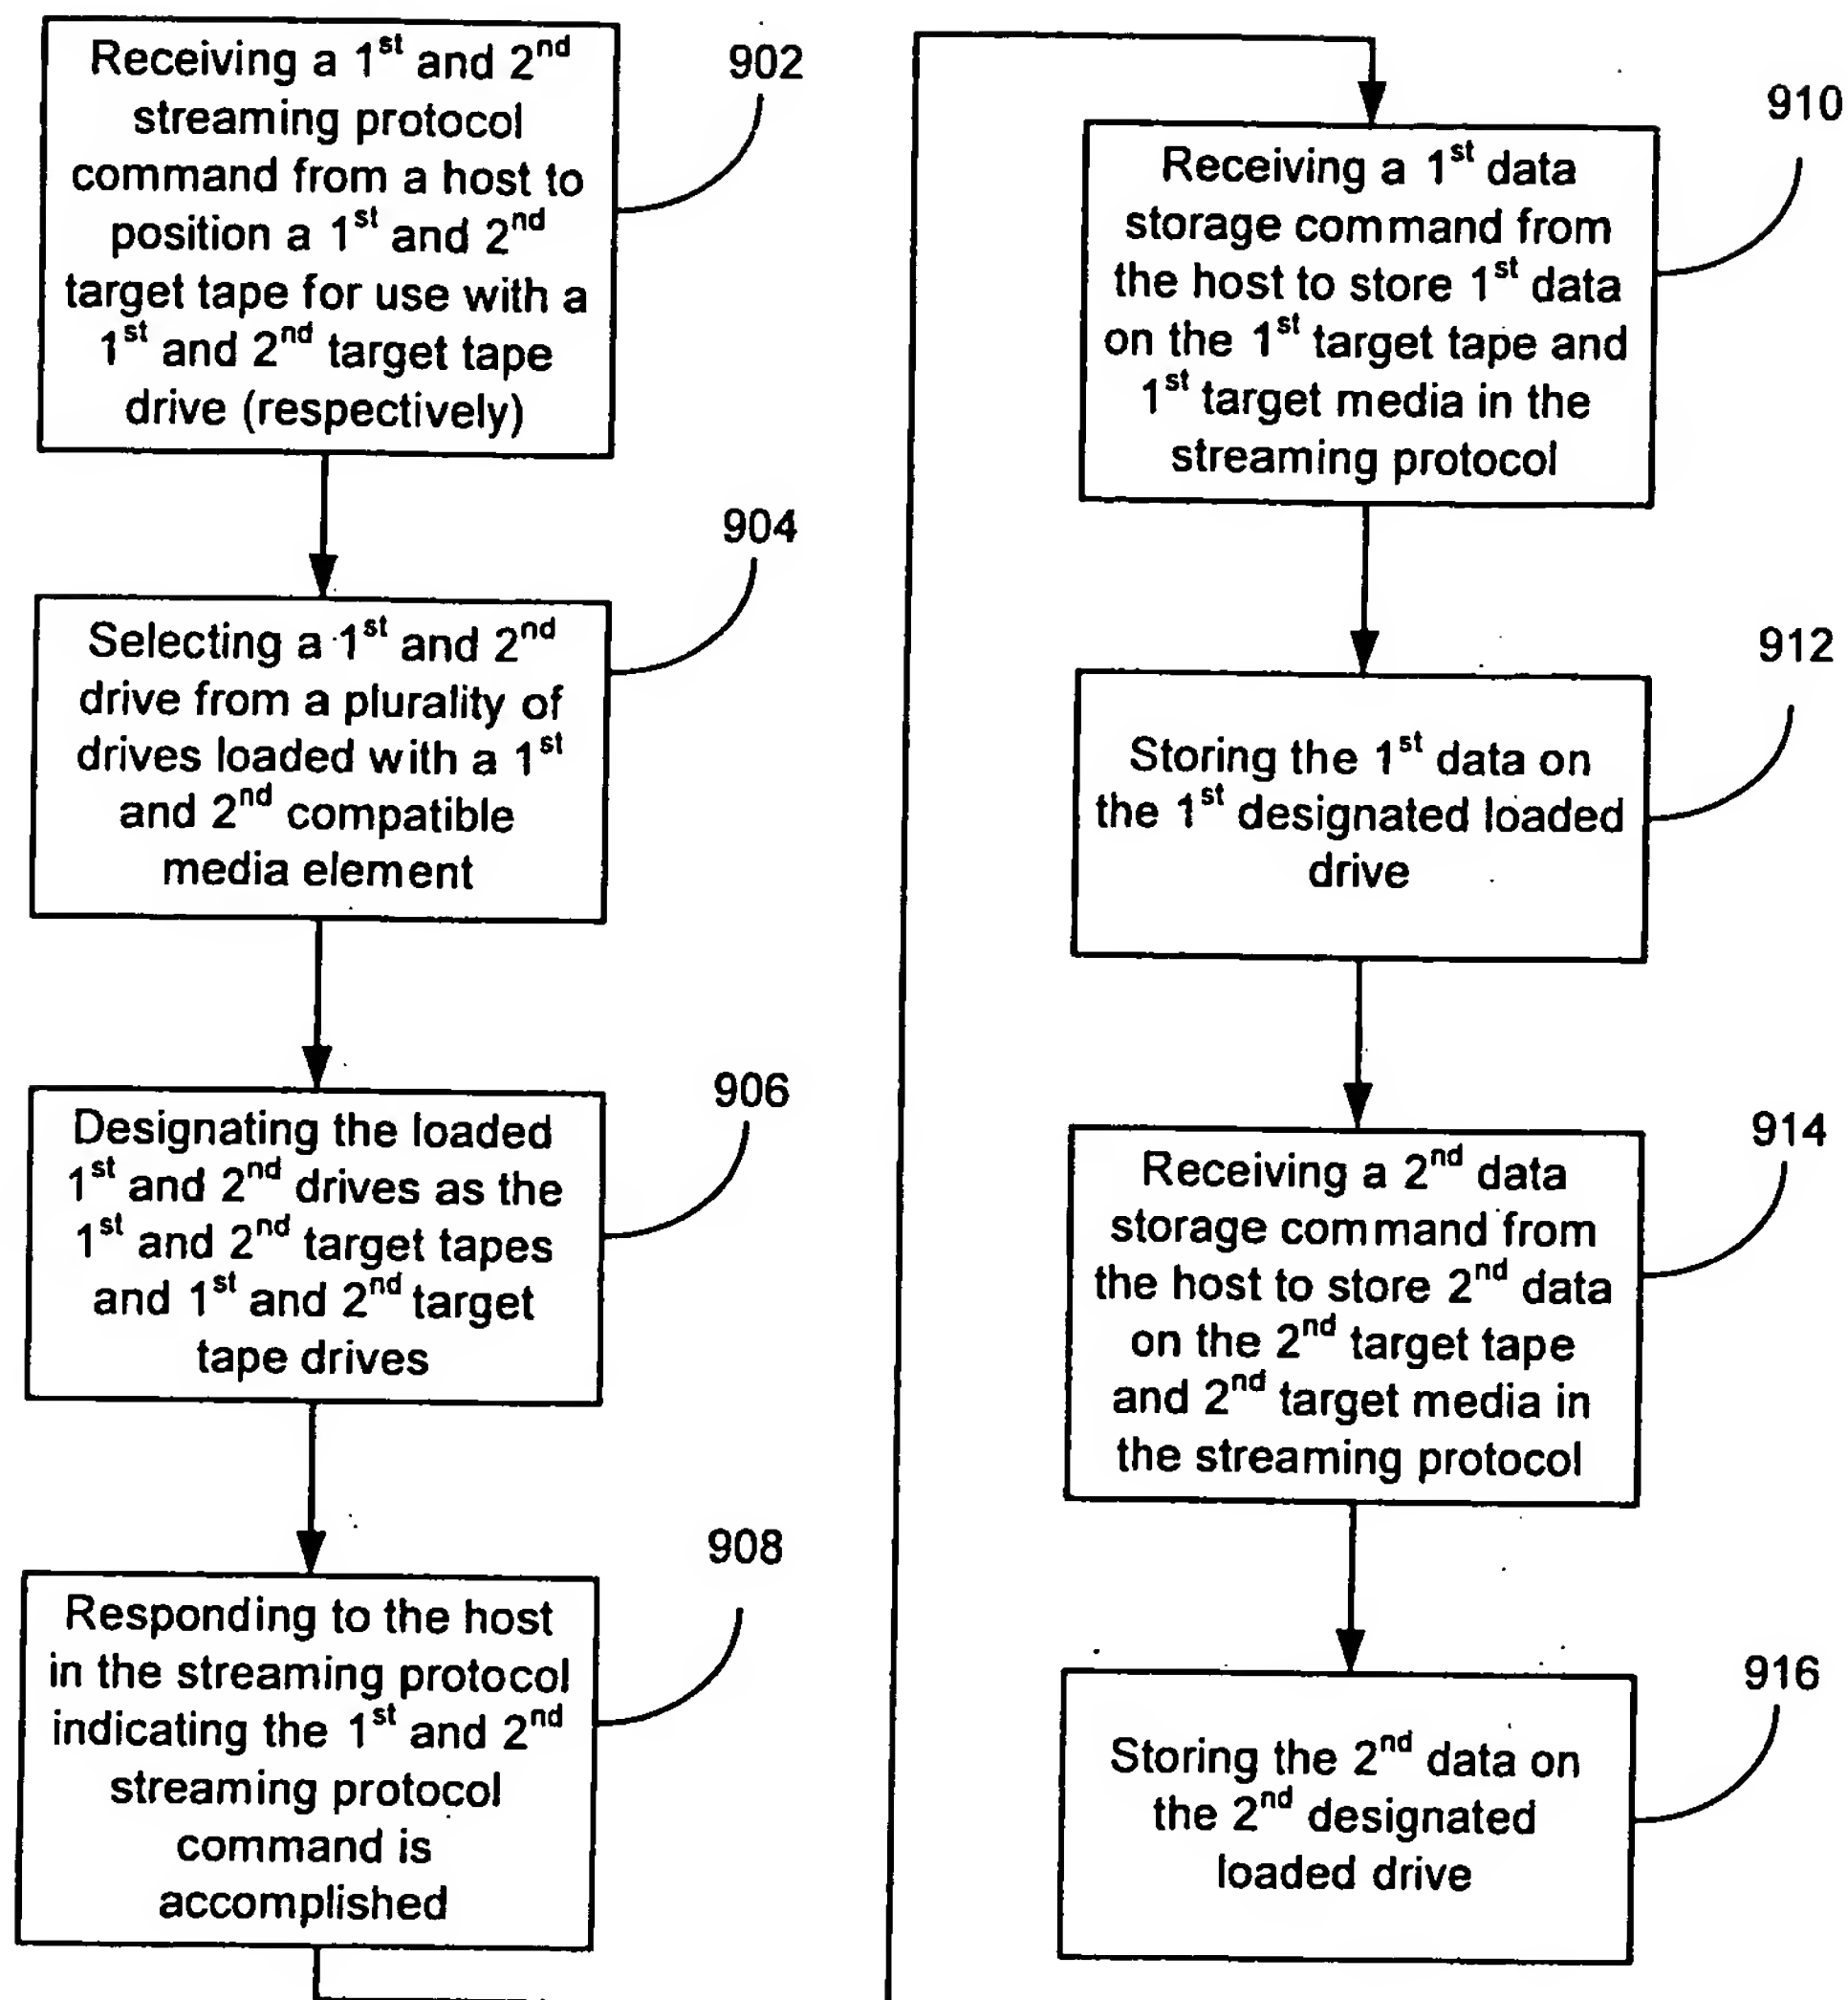 Receiving a 1st and 2nd
streaming protocol
command from a host to
position a 1st and 2nd
target tape for use with a
1st and 2nd target tape
drive (respectively)
902
Selecting a 1st and 2nd
drive from a plurality of
drives loaded with a 1st
and 2nd compatible
media element
904
Designating the loaded
1st and 2nd drives as the
1st and 2nd target tapes
and 1st and 2nd target
tape drives
906
Responding to the host
in the streaming protocol
indicating the 1st and 2nd
streaming protocol
command is
accomplished
908
Receiving a 1st data
storage command from
the host to store 1st data
on the 1st target tape and
1st target media in the
streaming protocol
910
Storing the 1st data on
the 1st designated loaded
drive
912
Receiving a 2nd data
storage command from
the host to store 2nd data
on the 2nd target tape
and 2nd target media in
the streaming protocol
914
Storing the 2nd data on
the 2nd designated
loaded drive
916